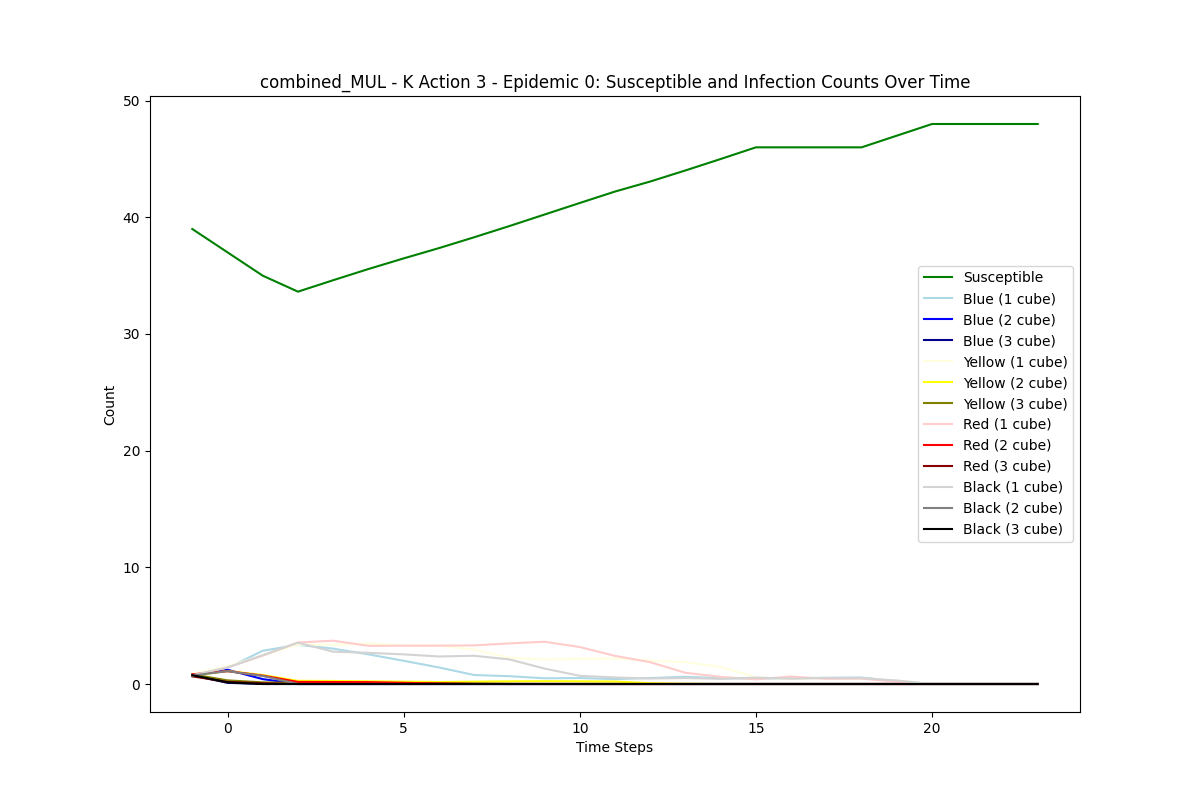 combined_MUL - K Action 3 - Epidemic 0: Susceptible and Infection Counts Over Time
50
40
30
20
10
0
Count
Susceptible
Blue (1 cube)
Blue (2 cube)
Blue (3 cube)
Yellow (1 cube)
Yellow (2 cube)
Yellow (3 cube)
Red (1 cube)
Red (2 cube)
Red (3 cube)
Black (1 cube)
Black (2 cube)
Black (3 cube)
0 5 10 15 20
Time Steps